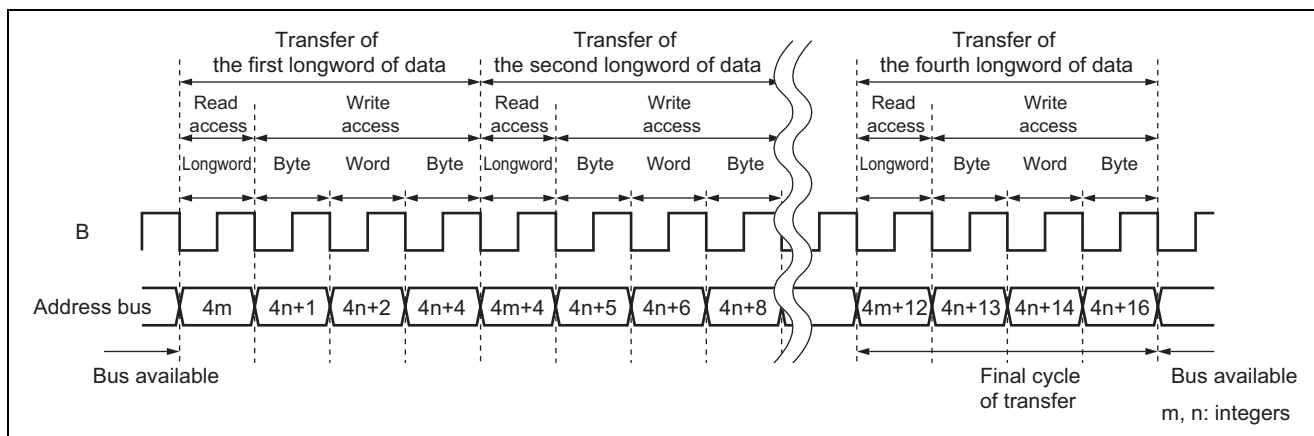 Transfer of
the first longword of data
Transfer of
the second longword of data
Transfer of
the fourth longword of data
Read
access
Write
access
Read
access
Write
access
Read
access
Write
access
Longword Byte Word Byte Longword Byte Word Byte Longword Byte Word Byte
B
Address bus 4m 4n+1 4n+2 4n+4 4m+4 4n+5 4n+6 4n+8 4m+12 4n+13 4n+14 4n+16
Bus available
Final cycle
of transfer
Bus available
m, n: integers